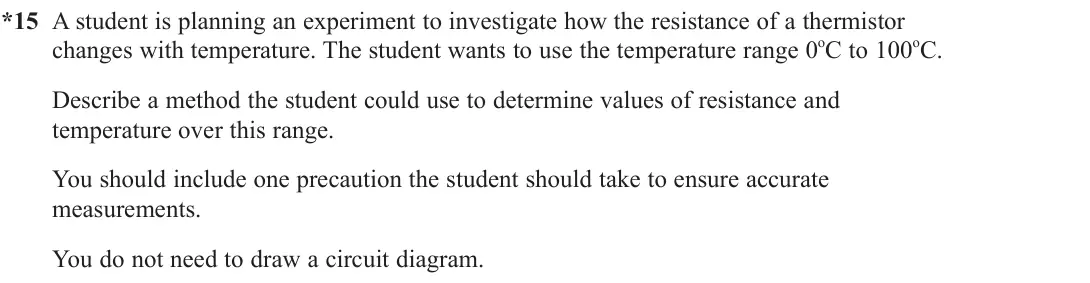 *15 A student is planning an experiment to investigate how the resistance of a thermistor
changes with temperature. The student wants to use the temperature range 0°C to 100°C.
Describe a method the student could use to determine values of resistance and
temperature over this range.
You should include one precaution the student should take to ensure accurate
measurements.
You do not need to draw a circuit diagram.